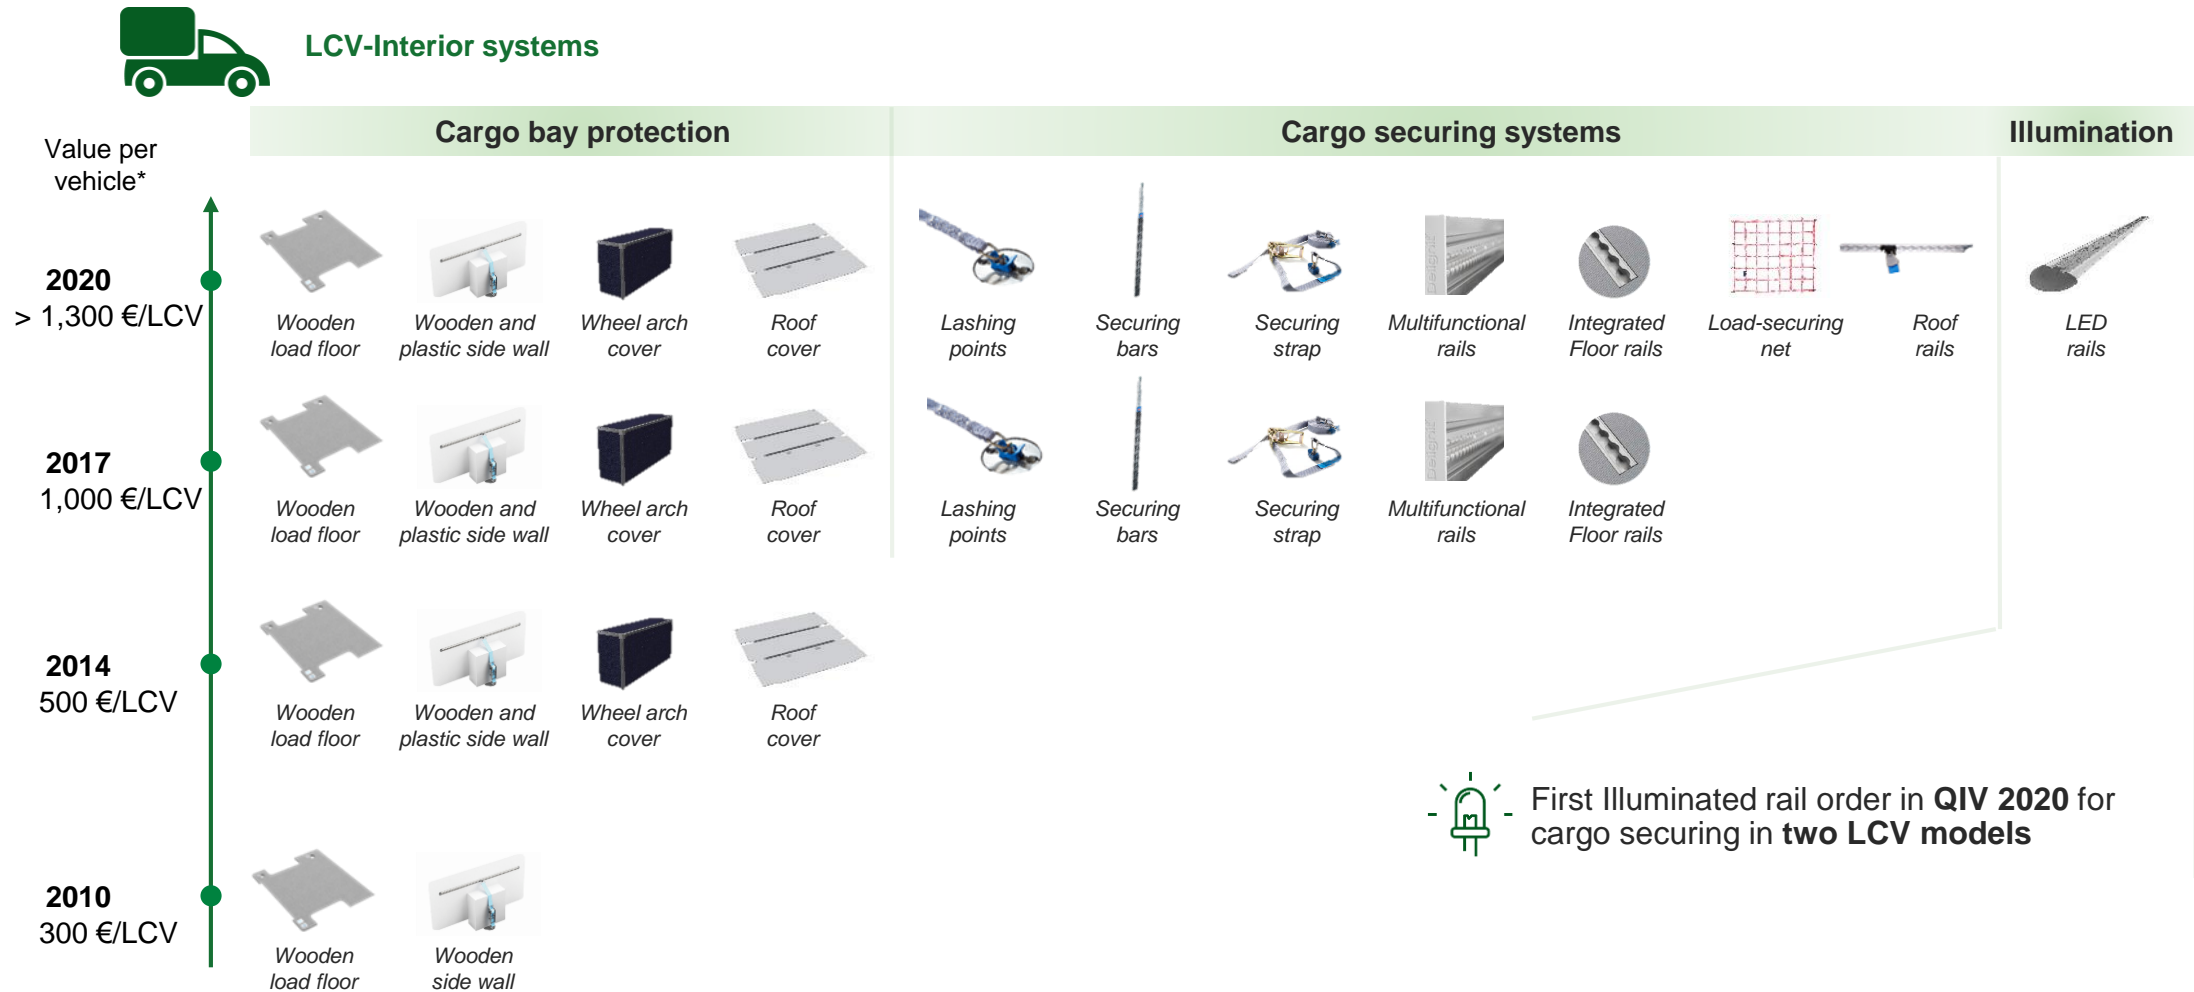 LCV-Interior systems
Cargo bay protection
Cargo securing systems
Illumination
Value per
vehicle*
2020
> 1,300 €/LCV
Wooden
load floor
Wooden and
plastic side wall
Wheel arch
cover
Roof
cover
Lashing
points
Securing
bars
Securing
strap
Delignit
Multifunctional
rails
Integrated
Floor rails
Load-securing
net
Roof
rails
LED
rails
2017
1,000 €/LCV
Wooden
load floor
Wooden and
plastic side wall
Wheel arch
cover
Roof
cover
Lashing
points
Securing
bars
Securing
strap
Delignit
Multifunctional
rails
Integrated
Floor rails
2014
500 €/LCV
Wooden
load floor
Wooden and
plastic side wall
Wheel arch
cover
Roof
cover
First Illuminated rail order in QIV 2020 for
cargo securing in two LCV models
2010
300 €/LCV
Wooden
load floor
Wooden
side wall